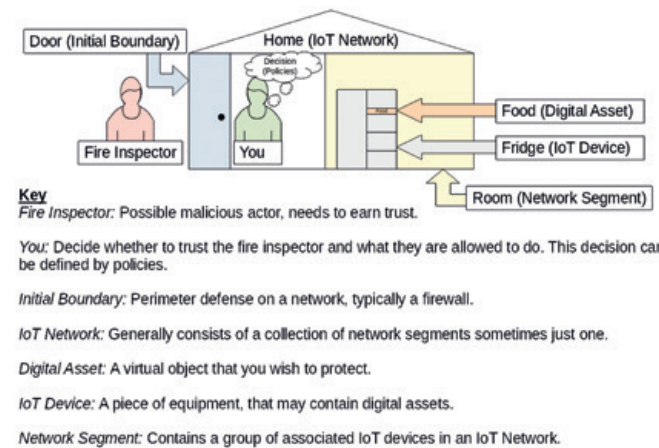 Door (Initial Boundary)
Home (IoT Network)
Decision
(Policies)
Food (Digital Asset)
Fire Inspector
You
Fridge (IoT Device)
Room (Network Segment)
Key
Fire Inspector: Possible malicious actor, needs to earn trust.
You: Decide whether to trust the fire inspector and what they are allowed to do. This decision can
be defined by policies.
Initial Boundary: Perimeter defense on a network, typically a firewall.
IoT Network: Generally consists of a collection of network segments sometimes just one.
Digital Asset: A virtual object that you wish to protect.
IoT Device: A piece of equipment, that may contain digital assets.
Network Segment: Contains a group of associated IoT devices in an IoT Network.